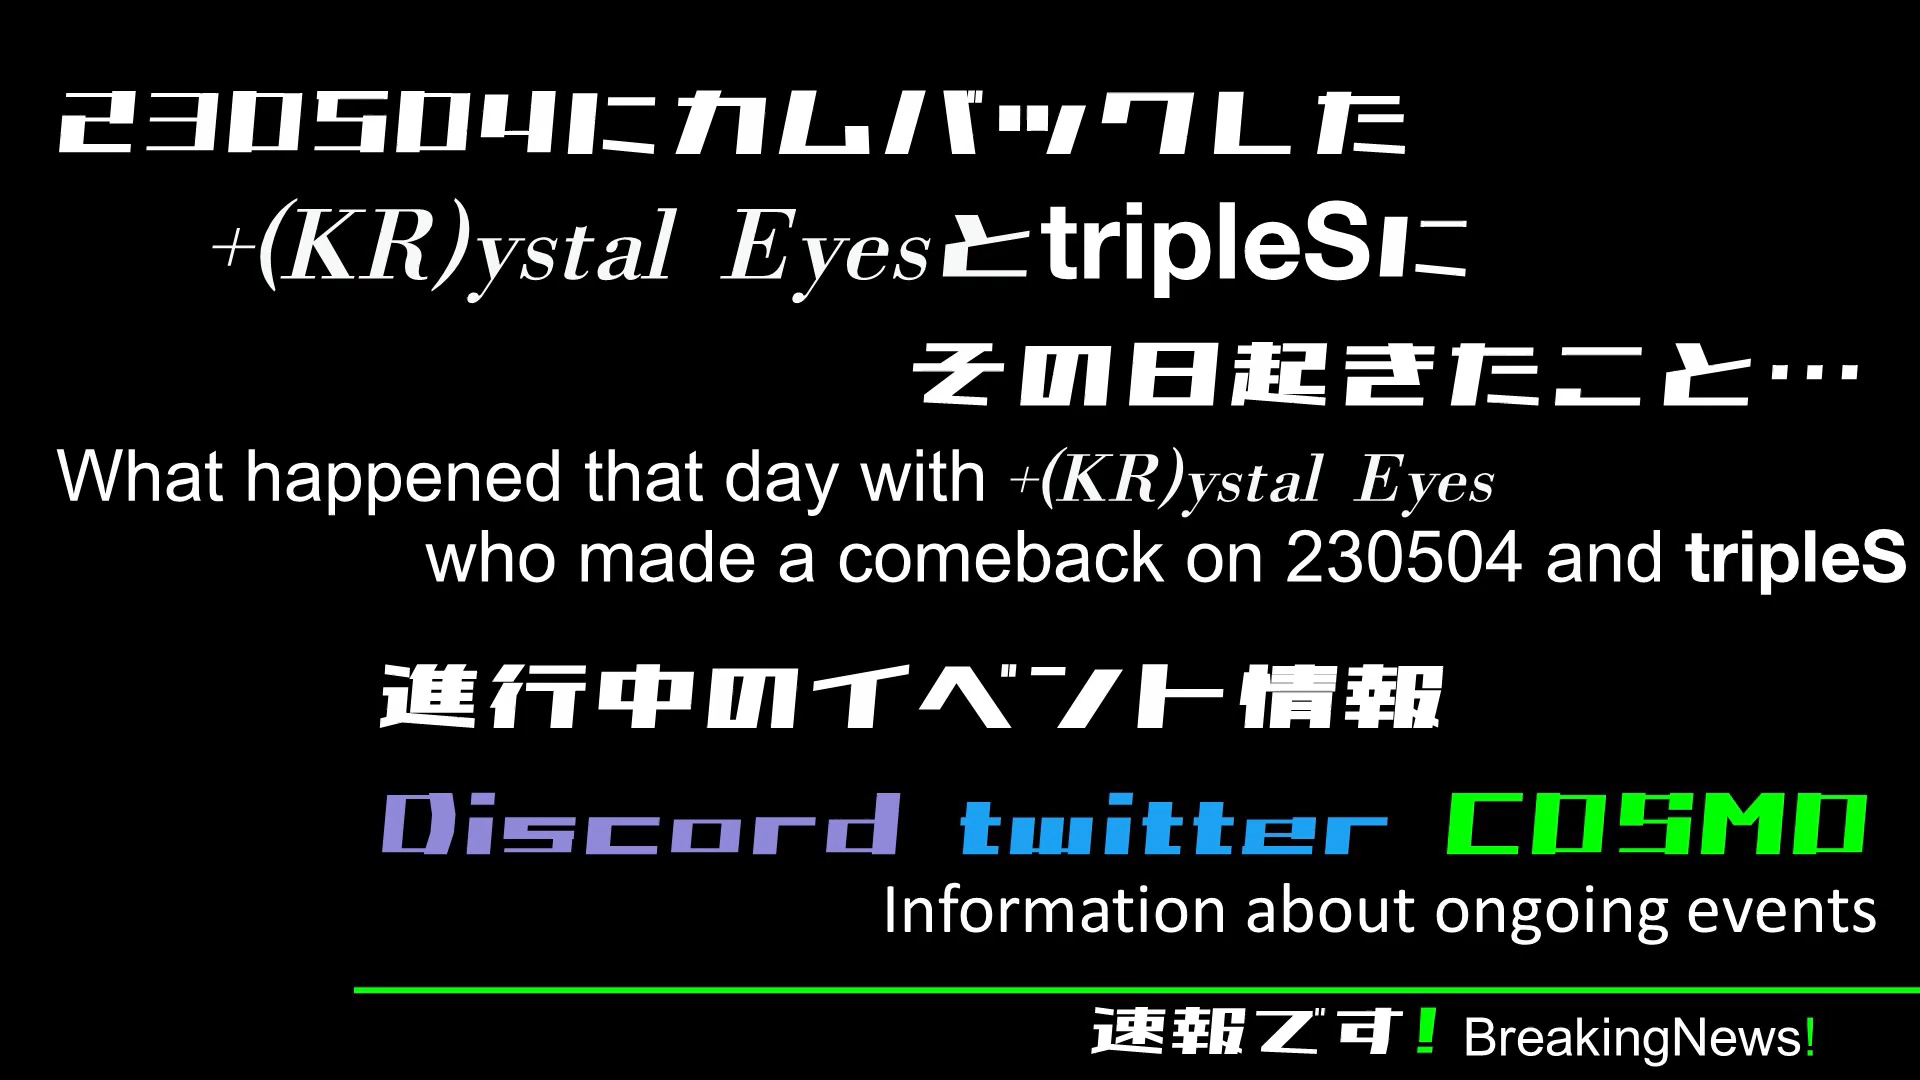 230504にカムバックした
+(KR)ystal Eyesとtriplesに
その日起きたこと…
What happened that day with +(KR)ystal Eyes
who made a comeback on 230504 and tripleS
進行中のイベント情報
Discord twitter COSMO
Information about ongoing events
速報です! BreakingNews!